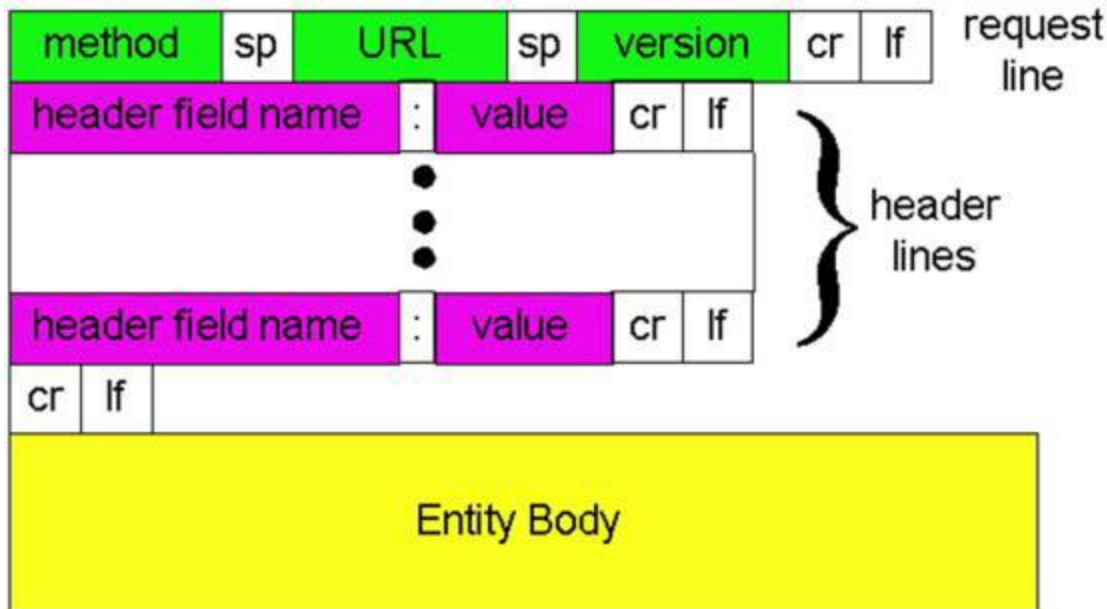 method sp URL sp version cr lf request line
header field name : value cr lf
header lines
header field name : value cr lf
cr lf
Entity Body